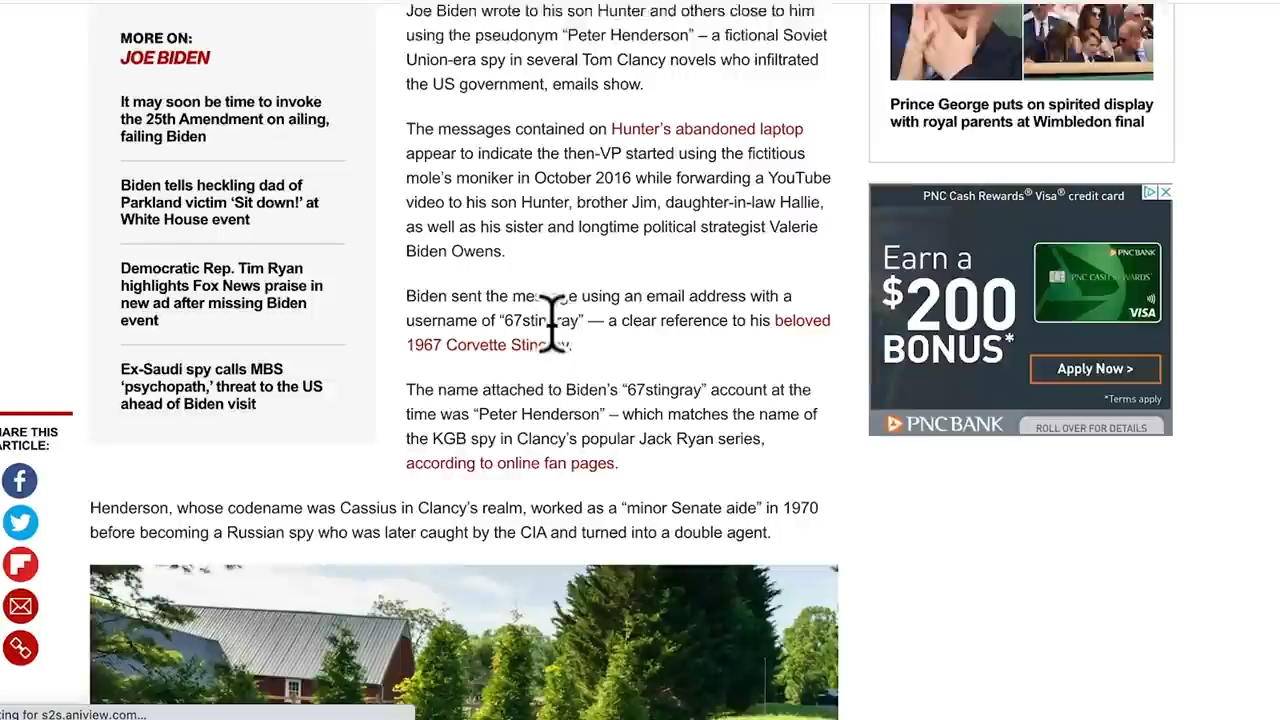 MORE ON:
JOE BIDEN
It may soon be time to invoke
the 25th Amendment on ailing,
failing Biden
Biden tells heckling dad of
Parkland victim ‘Sit down!’ at
White House event
Democratic Rep. Tim Ryan
highlights Fox News praise in
new ad after missing Biden
event
Ex-Saudi spy calls MBS
‘psychopath,’ threat to the US
ahead of Biden visit
ARTICLE:
Joe Biden wrote to his son Hunter and others close to him
using the pseudonym “Peter Henderson” – a fictional Soviet
Union-era spy in several Tom Clancy novels who infiltrated
the US government, emails show.
The messages contained on Hunter’s abandoned laptop
appear to indicate the then-VP started using the fictitious
mole’s moniker in October 2016 while forwarding a YouTube
video to his son Hunter, brother Jim, daughter-in-law Hallie,
as well as his sister and longtime political strategist Valerie
Biden Owens.
Biden sent the message using an email address with a
username of “67stingray” — a clear reference to his beloved
1967 Corvette Stingray.
The name attached to Biden’s “67stingray” account at the
time was “Peter Henderson” – which matches the name of
the KGB spy in Clancy’s popular Jack Ryan series,
according to online fan pages.
Henderson, whose codename was Cassius in Clancy’s realm, worked as a “minor Senate aide” in 1970
before becoming a Russian spy who was later caught by the CIA and turned into a double agent.
Prince George puts on spirited display
with royal parents at Wimbledon final
PNC Cash Rewards® Visa® credit card
Earn a
$200
BONUS*
PNC BANK
PNC CASH REWARDS
VISA
Apply Now >
*Terms apply
PNC BANK
ROLL OVER FOR DETAILS
for s2s.aniview.com...